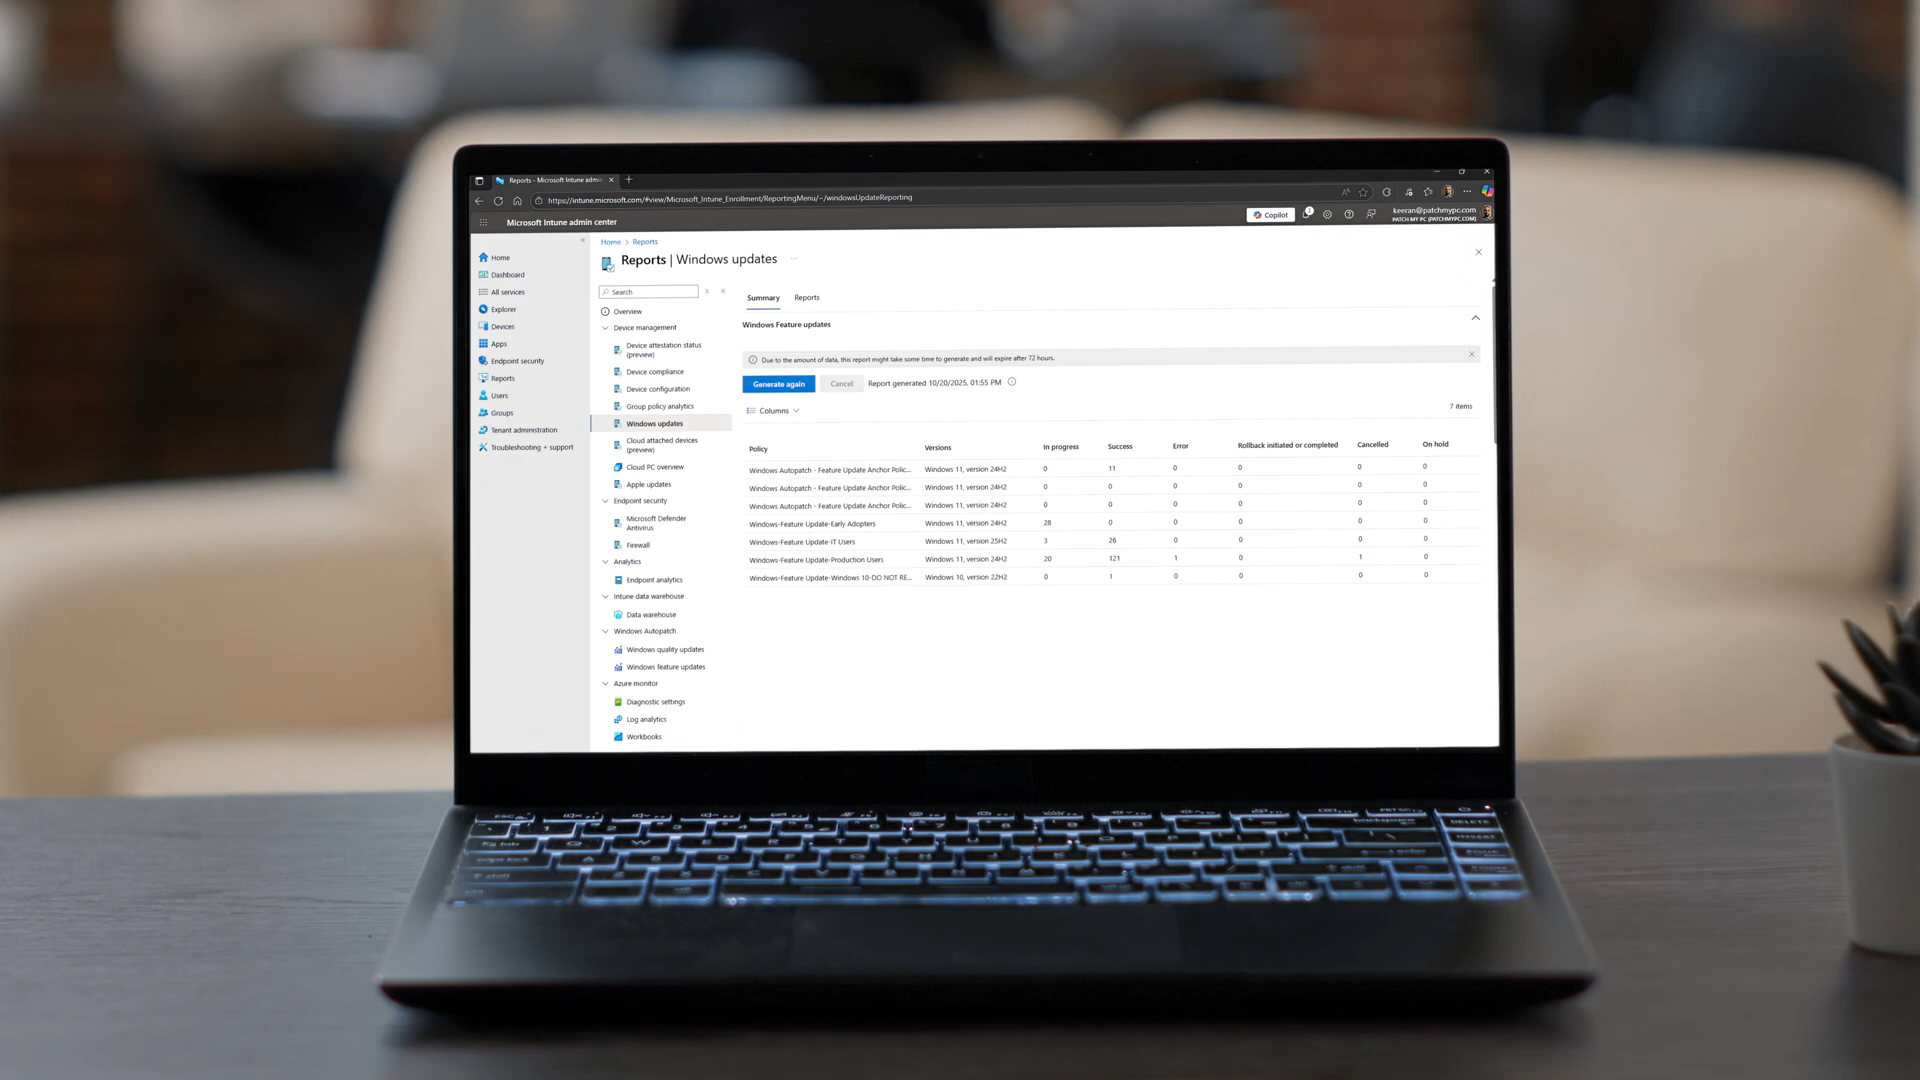 Reports - Microsoft Intune admi
https://intune.microsoft.com/#view/Microsoft_Intune_Enrollment/ReportingMenu/~/windowsUpdateReporting
Microsoft Intune admin center
Copilot
keeran@patchmypc.com
PATCH MY PC (PATCHMYPC.COM)
Home
Dashboard
All services
Explorer
Devices
Apps
Endpoint security
Reports
Users
Groups
Tenant administration
Troubleshooting + support
Home > Reports
Reports | Windows updates
Search
Overview
Device management
Device attestation status
(preview)
Device compliance
Device configuration
Group policy analytics
Windows updates
Cloud attached devices
(preview)
Cloud PC overview
Apple updates
Endpoint security
Microsoft Defender
Antivirus
Firewall
Analytics
Endpoint analytics
Intune data warehouse
Data warehouse
Windows Autopatch
Windows quality updates
Windows feature updates
Azure monitor
Diagnostic settings
Log analytics
Workbooks
Summary Reports
Windows Feature updates
Due to the amount of data, this report might take some time to generate and will expire after 72 hours.
Generate again Cancel Report generated 10/20/2025, 01:55 PM
Columns 7 items
Policy Versions In progress Success Error Rollback initiated or completed Cancelled On hold
Windows Autopatch - Feature Update Anchor Polic... Windows 11, version 24H2 0 11 0 0 0 0
Windows Autopatch - Feature Update Anchor Polic... Windows 11, version 24H2 0 0 0 0 0 0
Windows Autopatch - Feature Update Anchor Polic... Windows 11, version 24H2 0 0 0 0 0 0
Windows-Feature Update-Early Adopters Windows 11, version 24H2 28 0 0 0 0 0
Windows-Feature Update-IT Users Windows 11, version 25H2 3 26 0 0 0 0
Windows-Feature Update-Production Users Windows 11, version 24H2 20 121 1 0 1 0
Windows-Feature Update-Windows 10-DO NOT RE... Windows 10, version 22H2 0 1 0 0 0 0